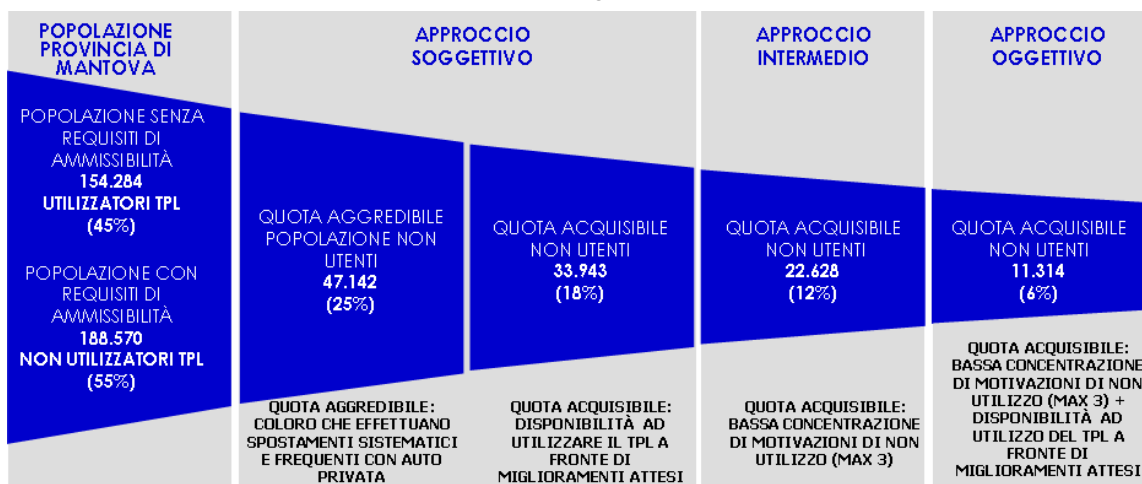 POPOLAZIONE
PROVINCIA DI
MANTOVA
APPROCCIO
SOGGETTIVO
APPROCCIO
INTERMEDIO
APPROCCIO
OGGETTIVO
POPOLAZIONE SENZA
REQUISITI DI
AMMISSIBILITÀ
154.284
UTILIZZATORI TPL
(45%)
POPOLAZIONE CON
REQUISITI DI
AMMISSIBILITÀ
188.570
NON UTILIZZATORI TPL
(55%)
QUOTA AGGREDIBILE
POPOLAZIONE NON
UTENTI
47.142
(25%)
QUOTA ACQUISIBILE
NON UTENTI
33.943
(18%)
QUOTA ACQUISIBILE
NON UTENTI
22.628
(12%)
QUOTA ACQUISIBILE
NON UTENTI
11.314
(6%)
QUOTA AGGREDIBILE:
COLORO CHE EFFETTUANO
SPOSTAMENTI SISTEMATICI
E FREQUENTI CON AUTO
PRIVATA
QUOTA ACQUISIBILE:
DISPONIBILITÀ AD
UTILIZZARE IL TPL A
FRONTE DI
MIGLIORAMENTI ATTESI
QUOTA ACQUISIBILE:
BASSA CONCENTRAZIONE
DI MOTIVAZIONI DI NON
UTILIZZO (MAX 3)
QUOTA ACQUISIBILE:
BASSA CONCENTRAZIONE
DI MOTIVAZIONI DI NON
UTILIZZO (MAX 3) +
DISPONIBILITÀ AD
UTILIZZO DEL TPL A
FRONTE DI
MIGLIORAMENTI ATTESI